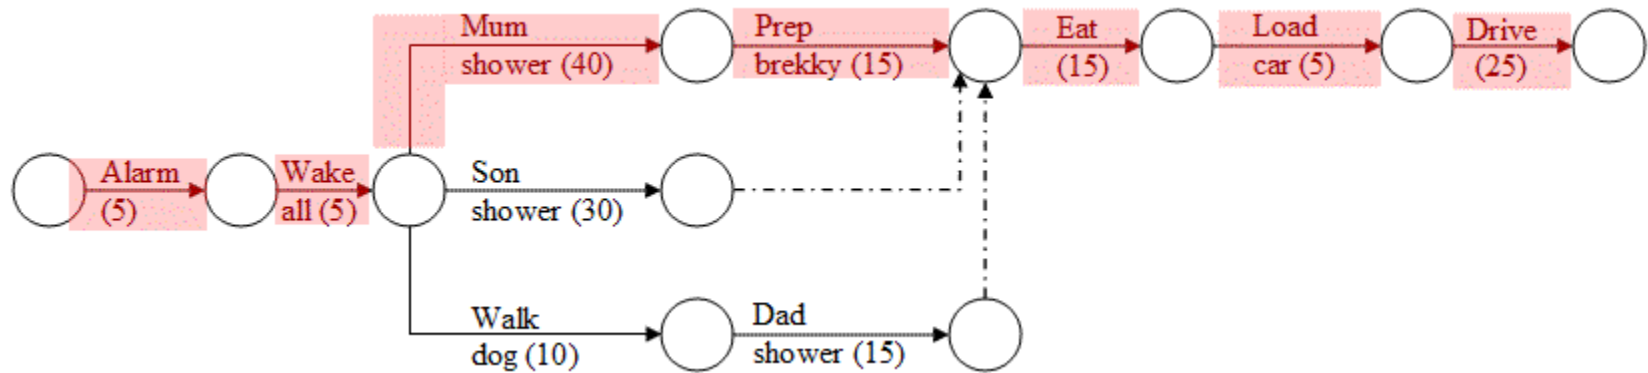 Mum
shower (40)
Prep
brekky (15)
Eat
(15)
Load
car (5)
Drive
(25)
Alarm
(5)
Wake
all (5)
Son
shower (30)
Walk
dog (10)
Dad
shower (15)